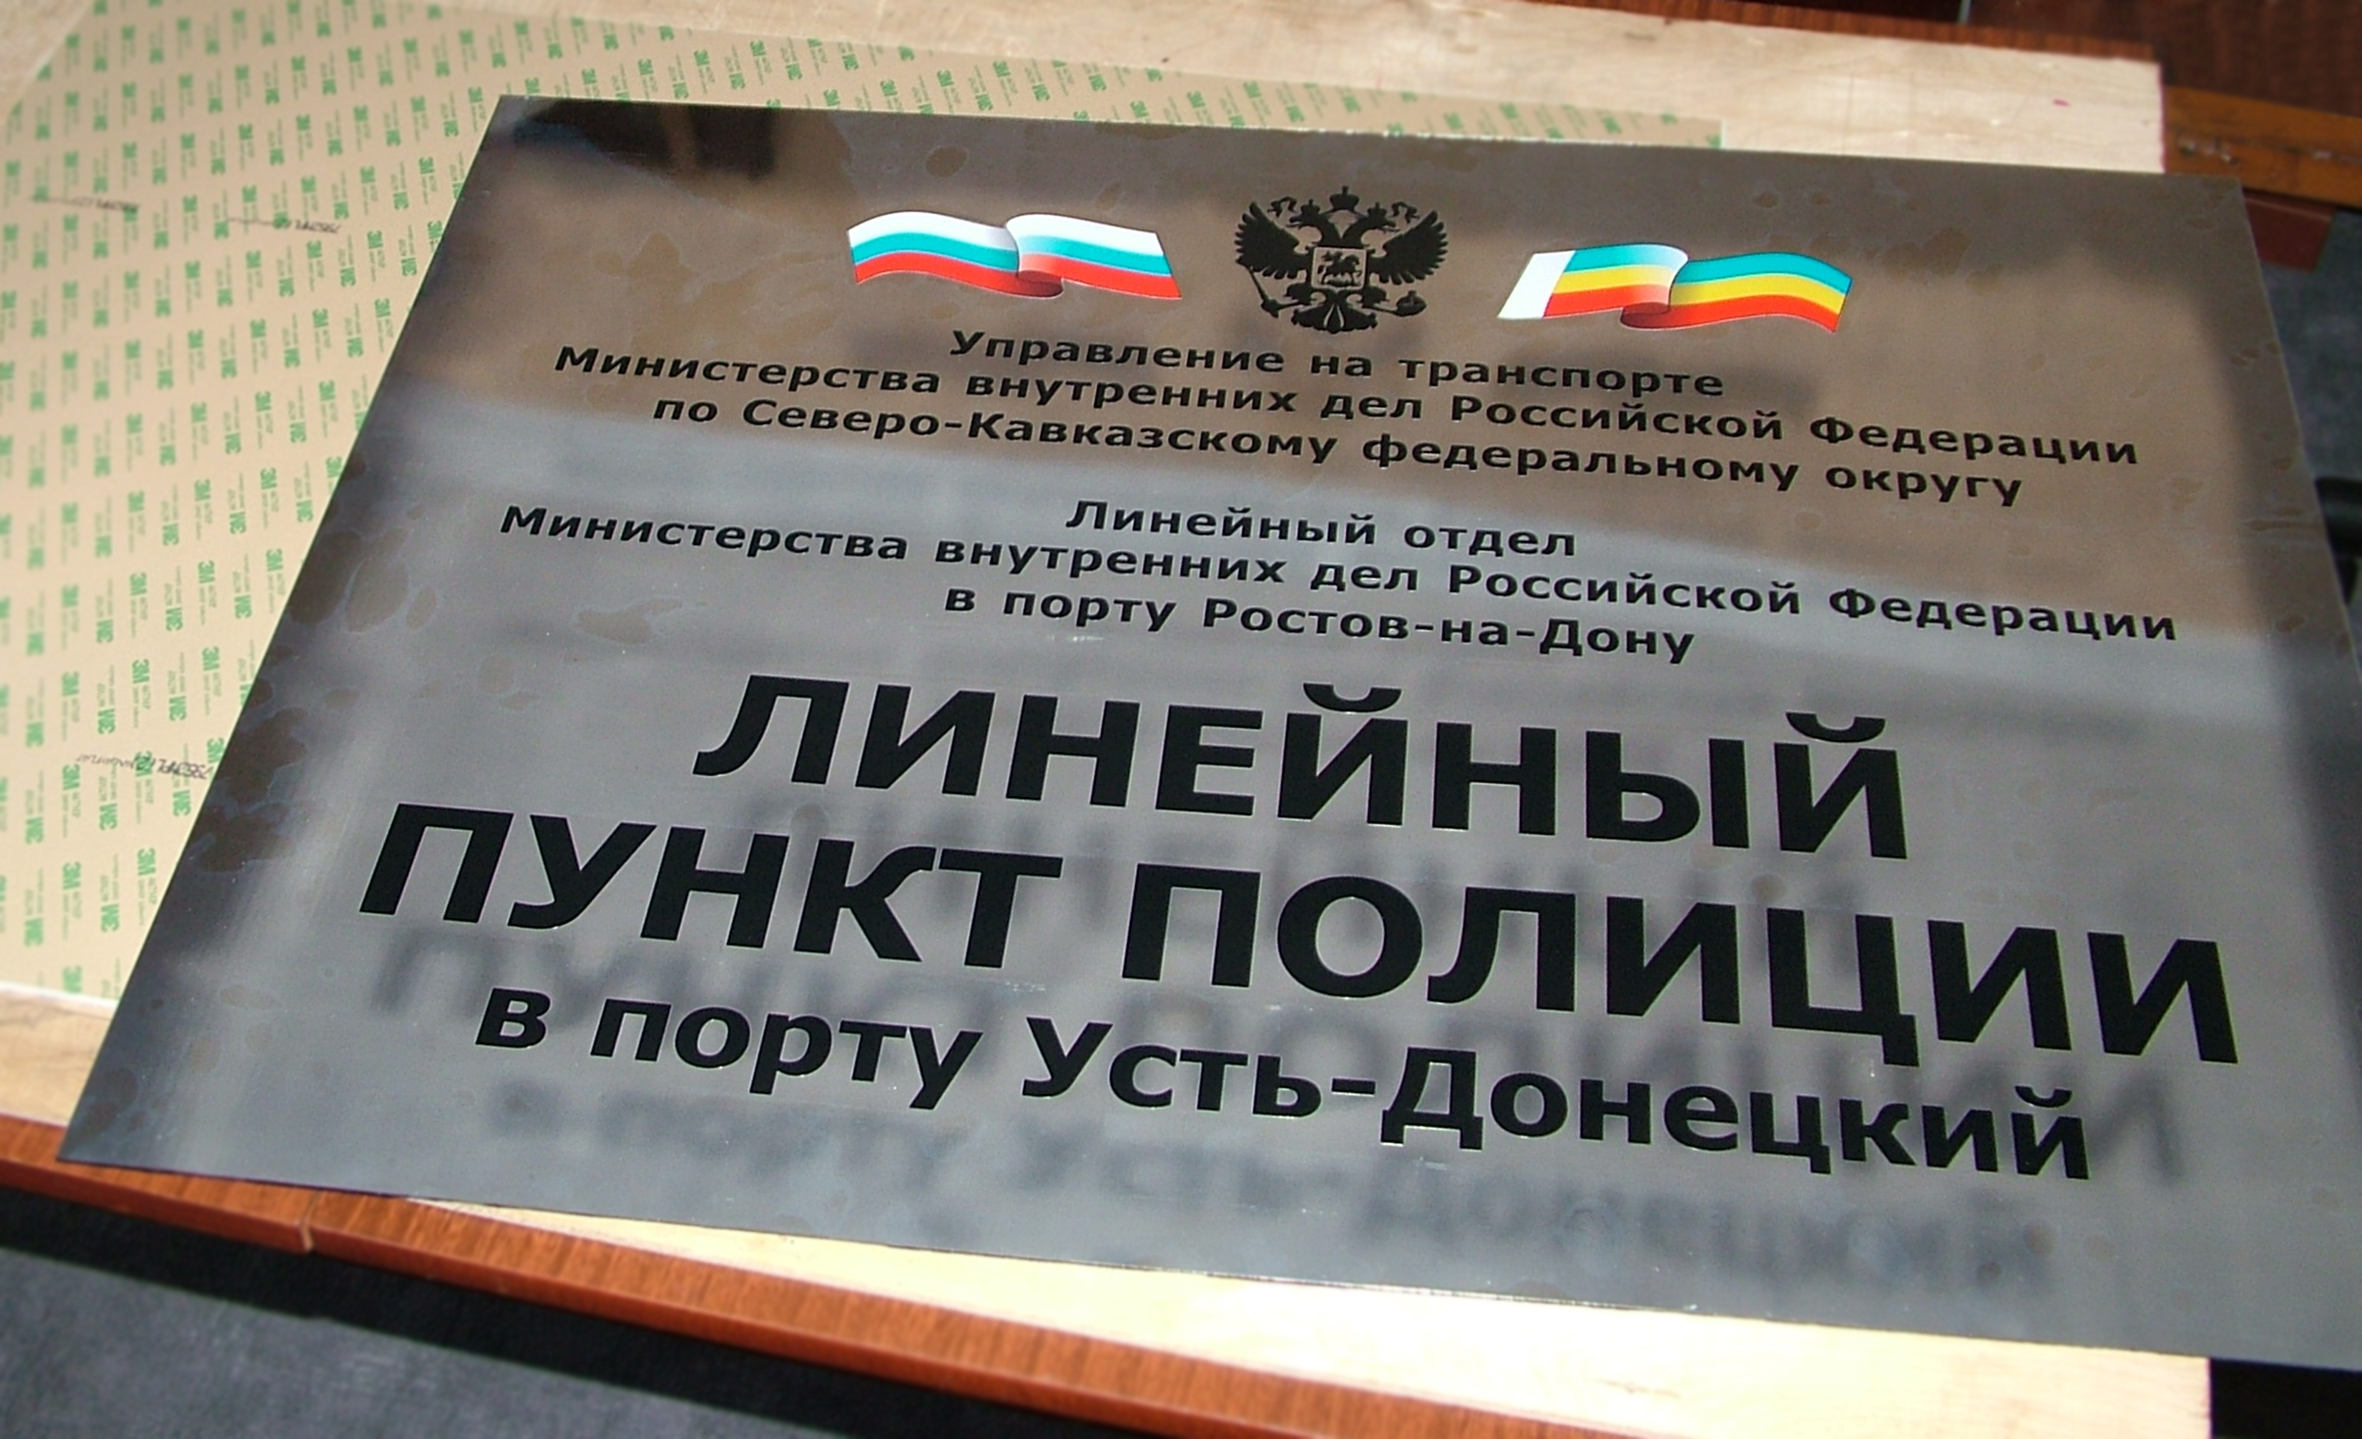 Управление на транспорте
Министерства внутренних дел Российской Федерации
по Северо-Кавказскому федеральному округу
Линейный отдел
Министерства внутренних дел Российской Федерации
в порту Ростов-на-Дону
ЛИНЕЙНЫЙ
ПУНКТ ПОЛИЦИИ
в порту Усть-Донецкий
3M